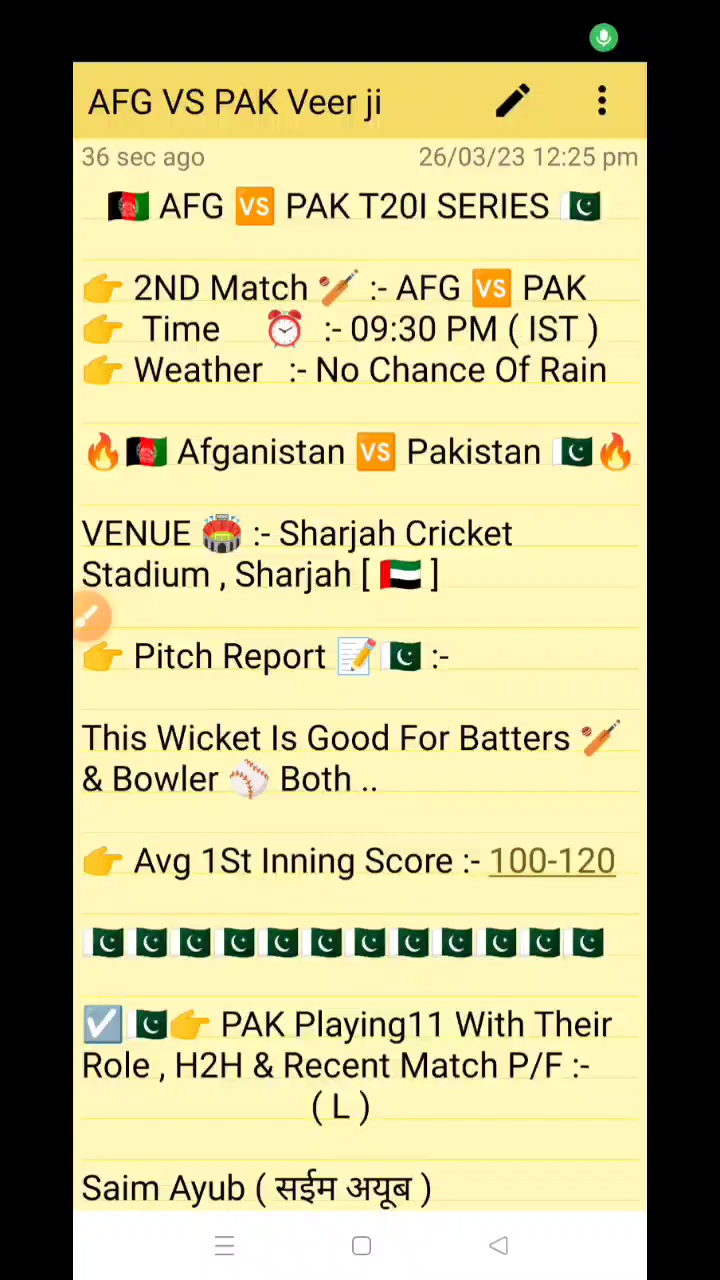 AFG VS PAK Veer ji
36 sec ago 26/03/23 12:25 pm
🇦🇫 AFG 🆚 PAK T20I SERIES 🇵🇰
👉 2ND Match 🏏 :- AFG 🆚 PAK
👉 Time ⏰ :- 09:30 PM ( IST )
👉 Weather :- No Chance Of Rain
🔥🇦🇫 Afganistan 🆚 Pakistan 🇵🇰🔥
VENUE 🏟️ :- Sharjah Cricket
Stadium , Sharjah [ 🇦🇪 ]
👉 Pitch Report 📝🇵🇰 :-
This Wicket Is Good For Batters 🏏
& Bowler ⚾ Both ..
👉 Avg 1St Inning Score :- 100-120
🇵🇰🇵🇰🇵🇰🇵🇰🇵🇰🇵🇰🇵🇰🇵🇰🇵🇰🇵🇰🇵🇰🇵🇰
☑️🇵🇰👉 PAK Playing11 With Their
Role , H2H & Recent Match P/F :-
( L )
Saim Ayub ( सईम अयूब )